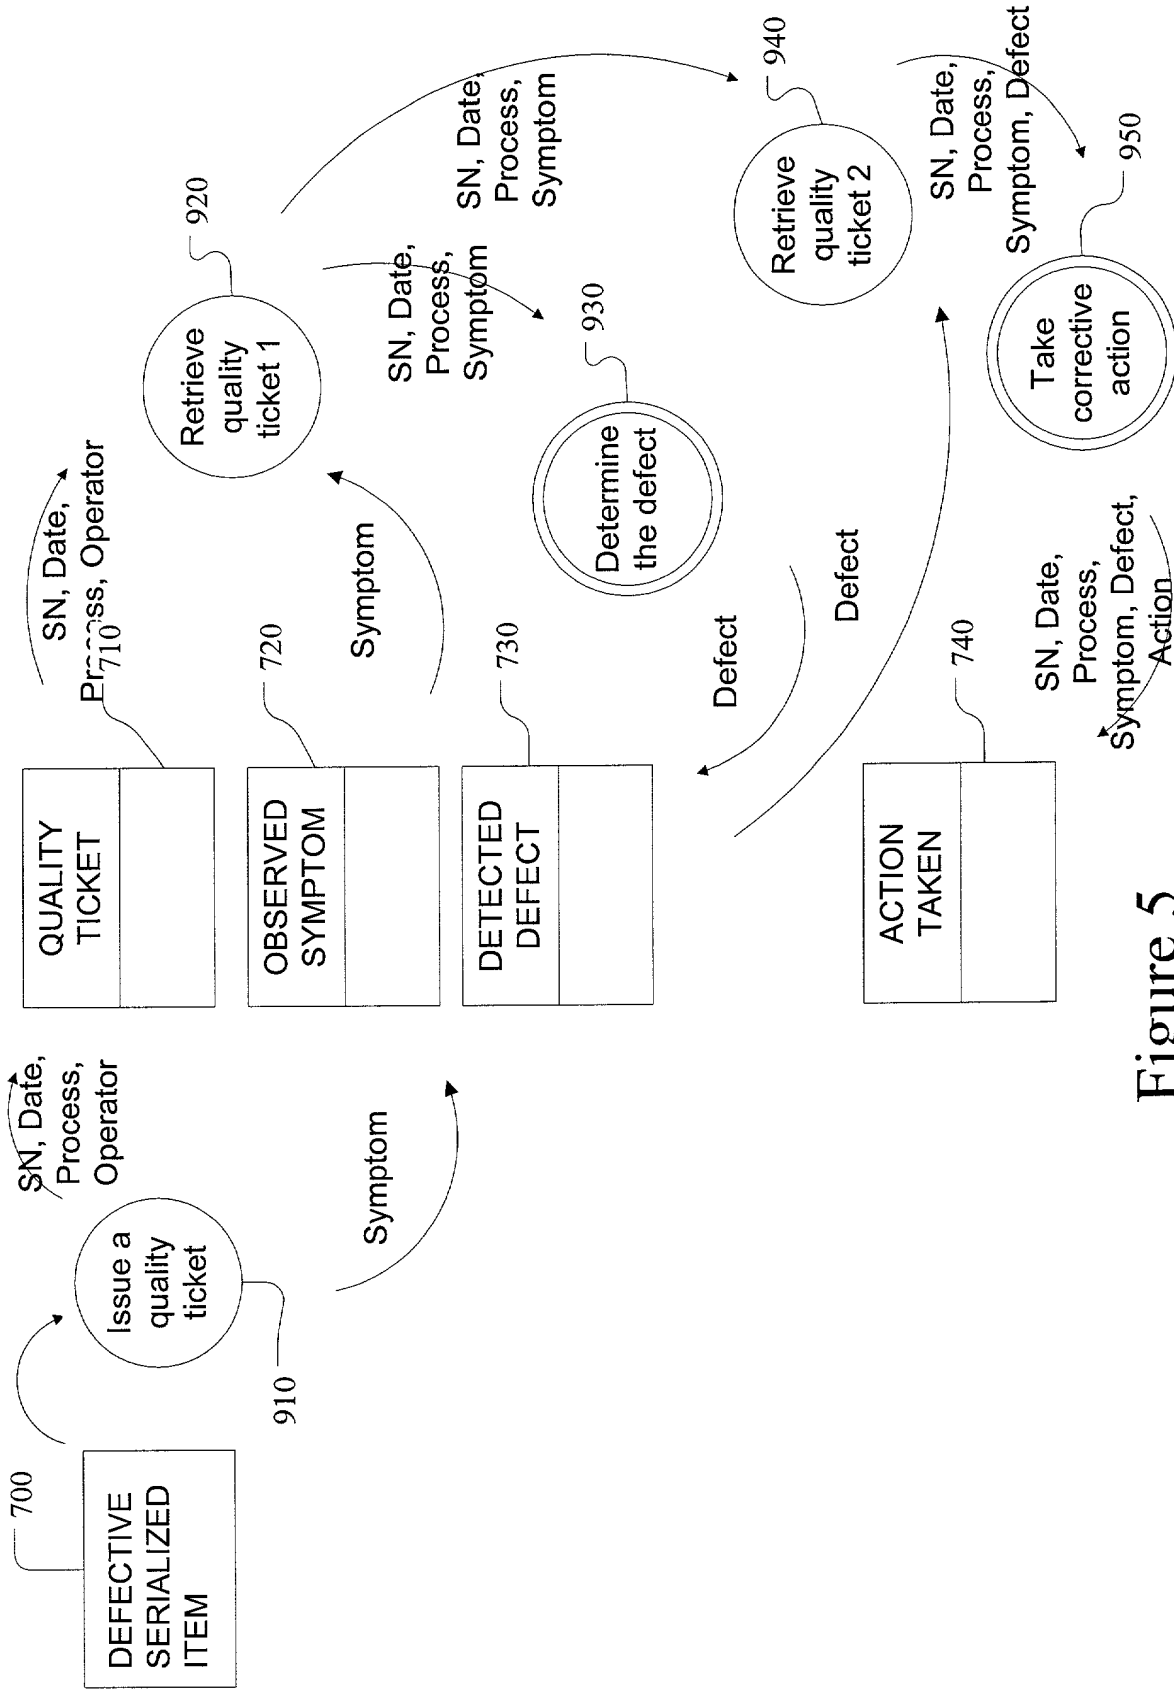 700
DEFECTIVE
SERIALIZED
ITEM
Issue a
quality
ticket
910
SN, Date,
Process,
Operator
Symptom
QUALITY
TICKET
710
OBSERVED
SYMPTOM
720
DETECTED
DEFECT
730
ACTION
TAKEN
740
SN, Date,
Process, Operator
Symptom
Retrieve
quality
ticket 1
920
SN, Date,
Process,
Symptom
SN, Date,
Process,
Symptom
Determine
the defect
930
Defect
Defect
Retrieve
quality
ticket 2
940
SN, Date,
Process,
Symptom, Defect
Take
corrective
action
950
SN, Date,
Process,
Symptom, Defect,
Action
Figure 5